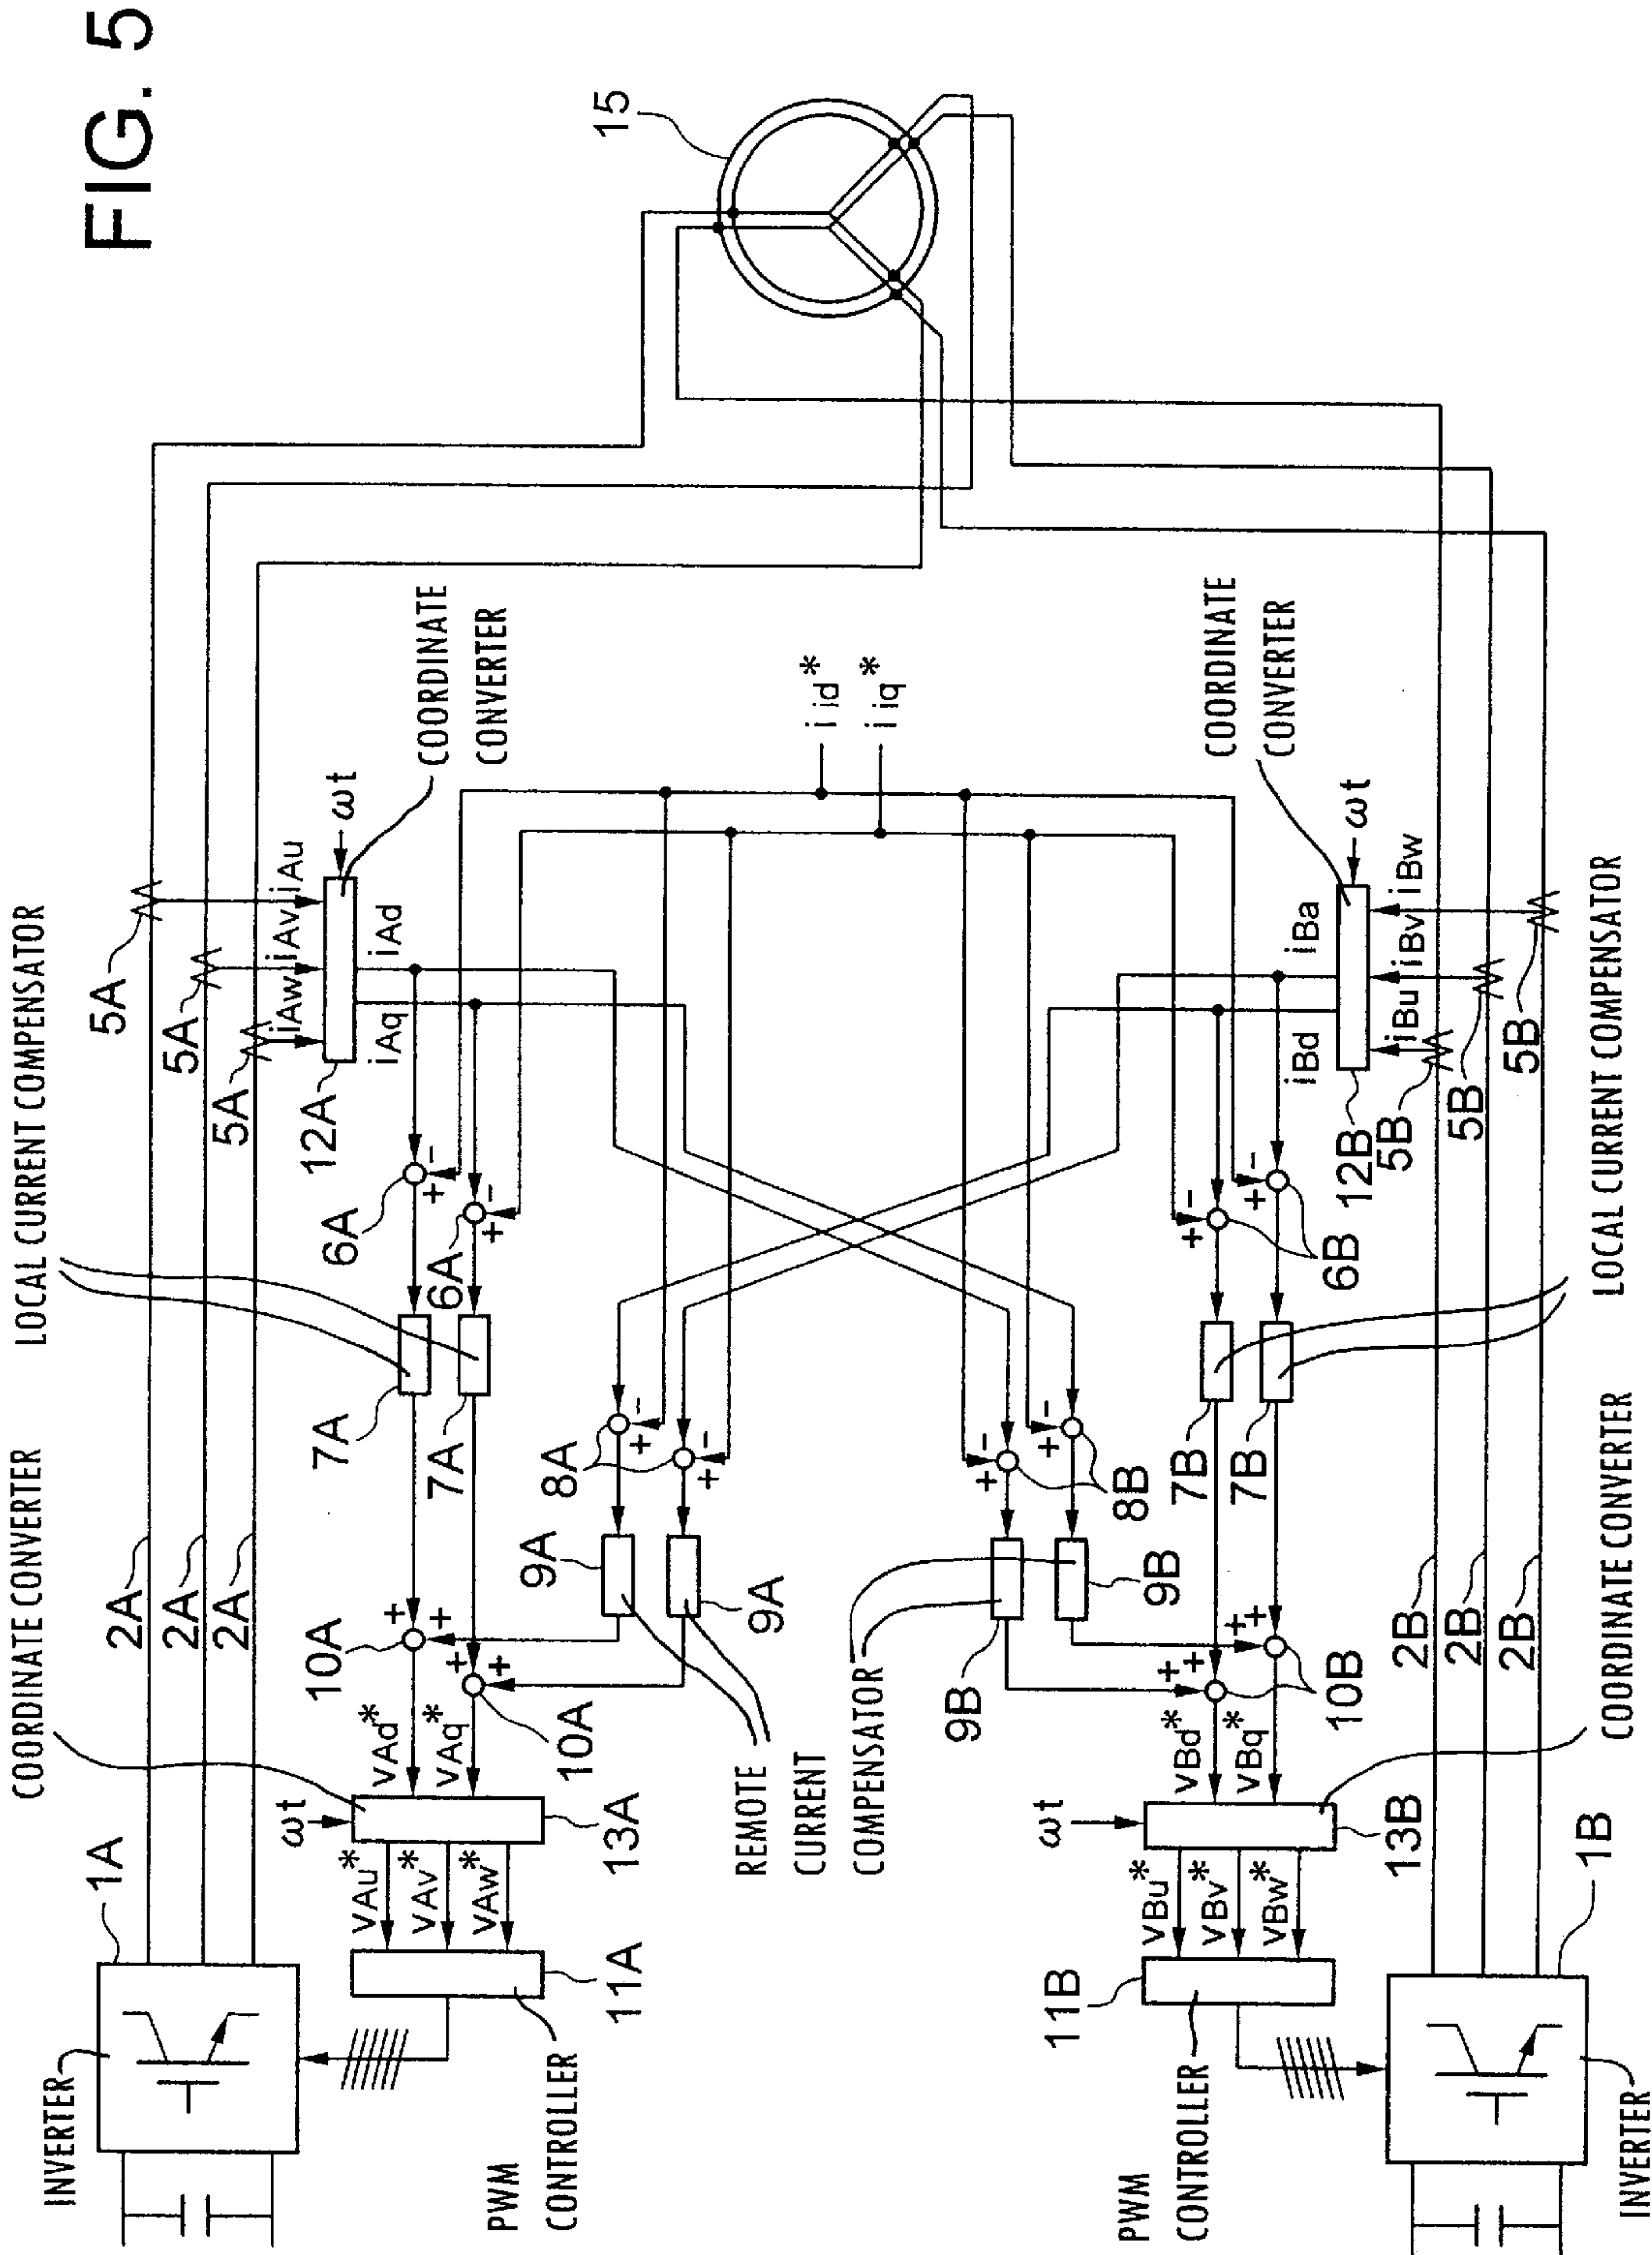 FIG. 5
15
5A
5A
5A
iAu
iAv
iAw
ωt
COORDINATE
CONVERTER
12A
iAd
iAq
LOCAL CURRENT COMPENSATOR
6A
6A
+
-
+
-
7A
7A
i id*
i iq*
COORDINATE CONVERTER
2A
2A
2A
10A
10A
+
+
+
+
8A
+
-
+
-
9A
9A
REMOTE
CURRENT
COMPENSATOR
vAd*
vAq*
ωt
13A
vAu*
vAv*
vAw*
11A
1A
INVERTER
PWM
CONTROLLER
COORDINATE
CONVERTER
ωt
iBa
iBd
iBw
iBv
iBu
12B
5B
5B
5B
LOCAL CURRENT COMPENSATOR
6B
+
-
+
-
7B
7B
8B
+
-
+
-
9B
9B
10B
+
+
+
+
2B
2B
2B
COORDINATE CONVERTER
vBd*
vBq*
ωt
13B
vBu*
vBv*
vBw*
11B
1B
PWM
CONTROLLER
INVERTER